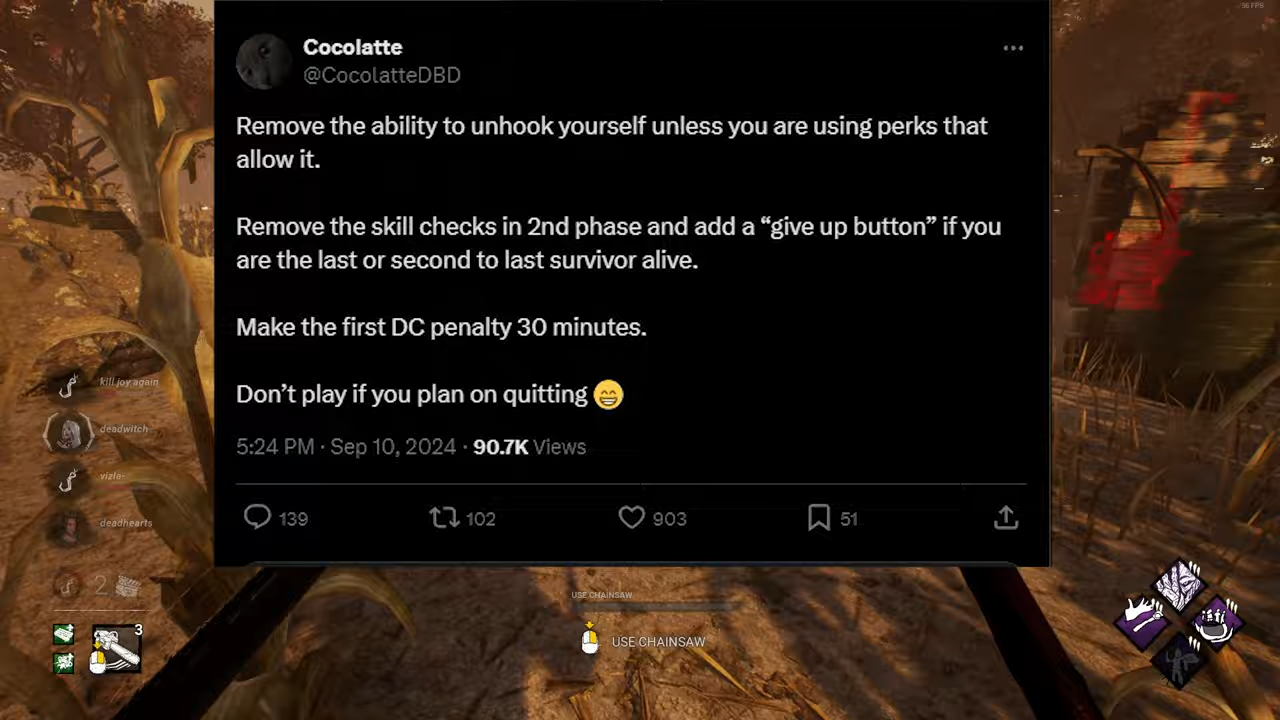 56 FPS
Cocolatte
@CocolatteDBD
Remove the ability to unhook yourself unless you are using perks that
allow it.
Remove the skill checks in 2nd phase and add a “give up button” if you
are the last or second to last survivor alive.
Make the first DC penalty 30 minutes.
Don’t play if you plan on quitting 😁
5:24 PM · Sep 10, 2024 · 90.7K Views
139 102 903 51
kill joy again
deadwitch
vizla-
deadhearts
2
3
USE CHAINSAW
USE CHAINSAW